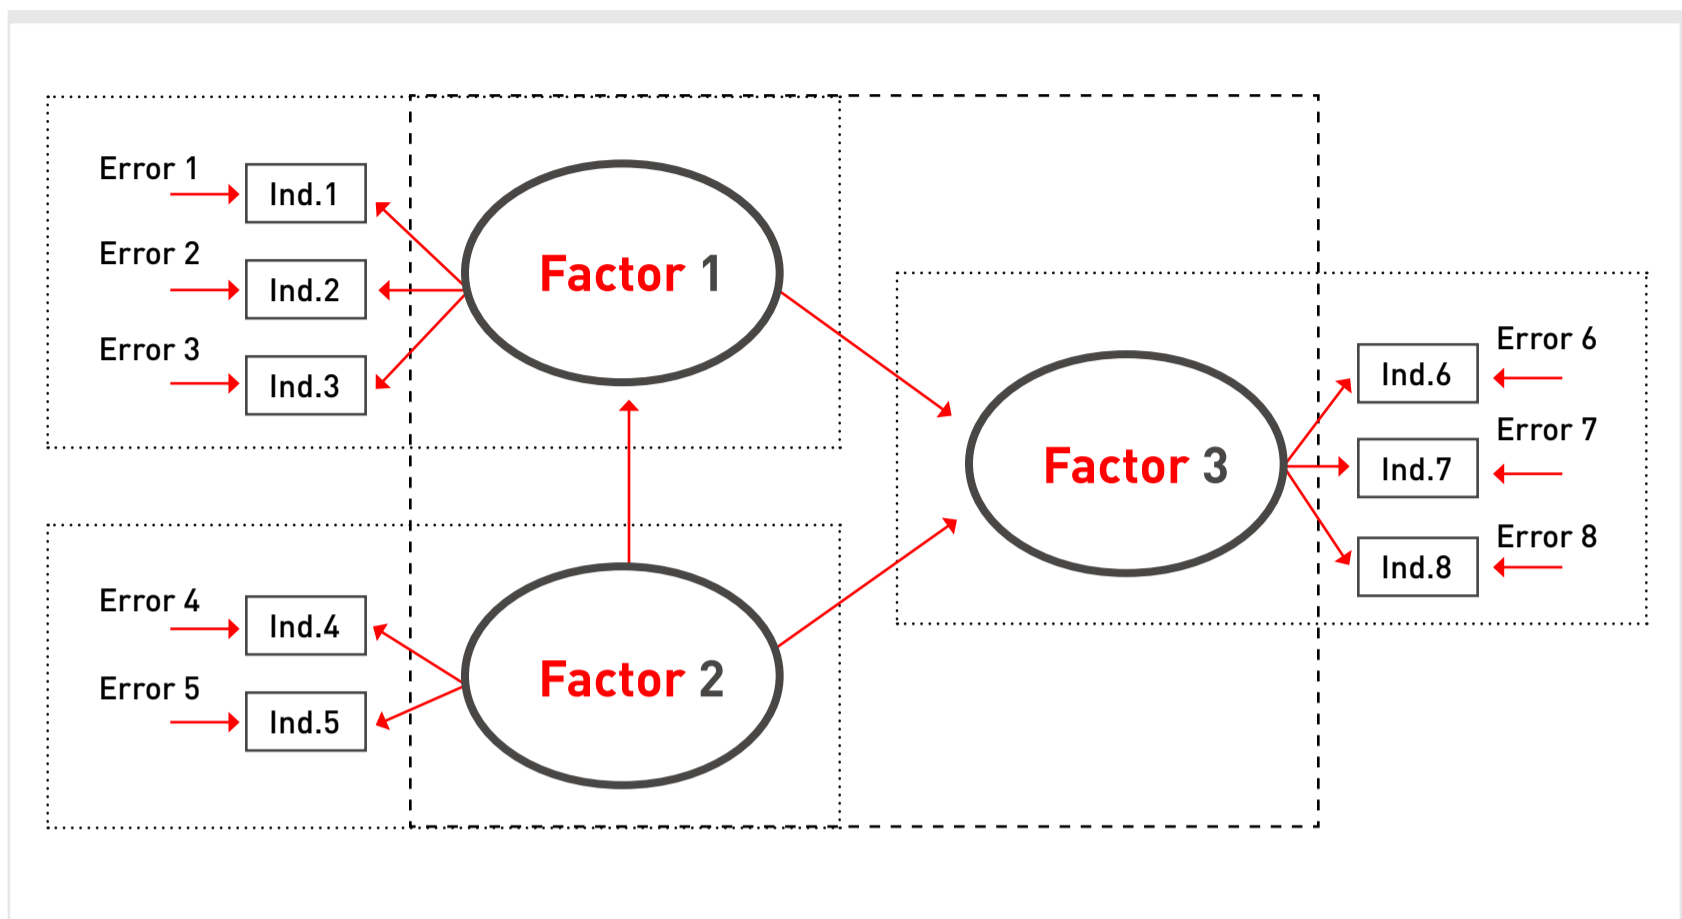 Error 1
Ind.1
Error 2
Ind.2
Error 3
Ind.3
Factor 1
Error 4
Ind.4
Error 5
Ind.5
Factor 2
Factor 3
Ind.6
Error 6
Ind.7
Error 7
Ind.8
Error 8